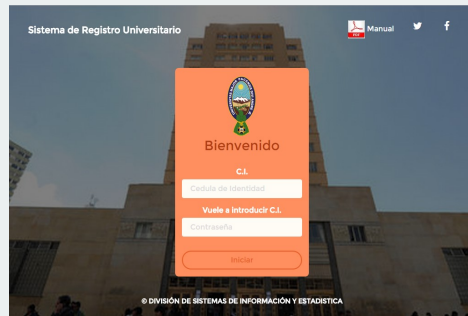 Sistema de Registro Universitario
Manual
PDF
Bienvenido
C.I.
Cedula de Identidad
Vuele a introducir C.I.
Contraseña
Iniciar
© DIVISIÓN DE SISTEMAS DE INFORMACIÓN Y ESTADISTICA